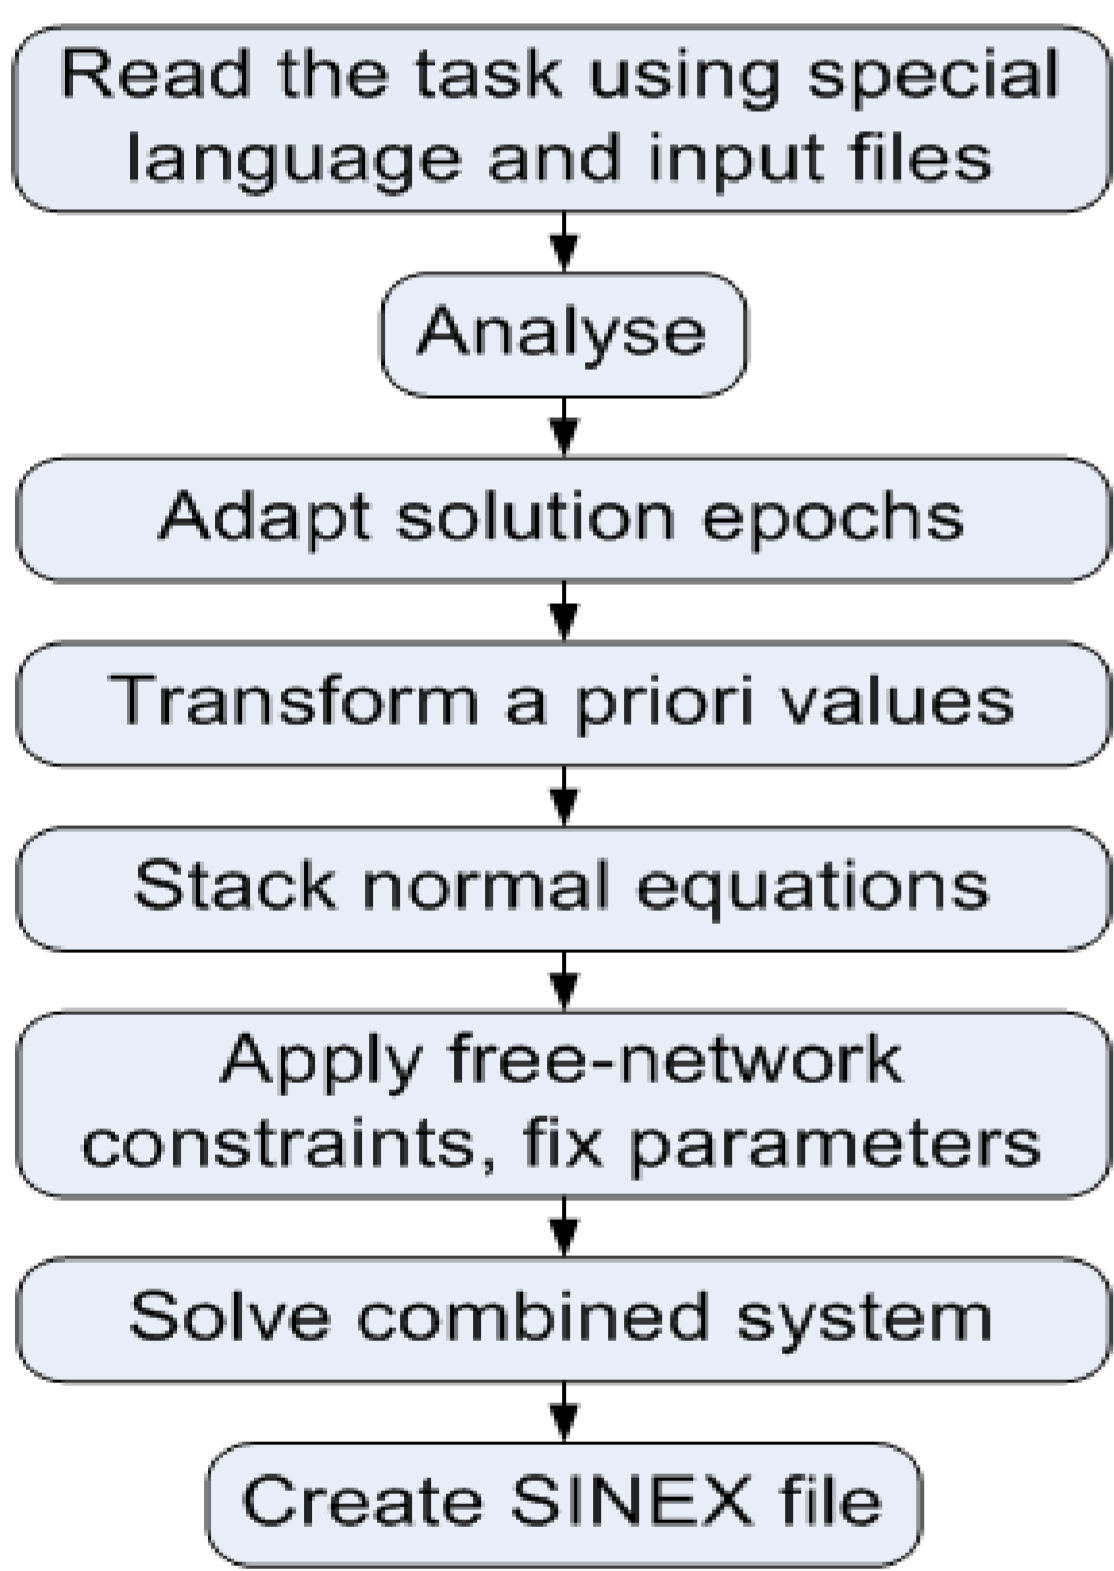 Read the task using special
language and input files
Analyse
Adapt solution epochs
Transform a priori values
Stack normal equations
Apply free-network
constraints, fix parameters
Solve combined system
Create SINEX file